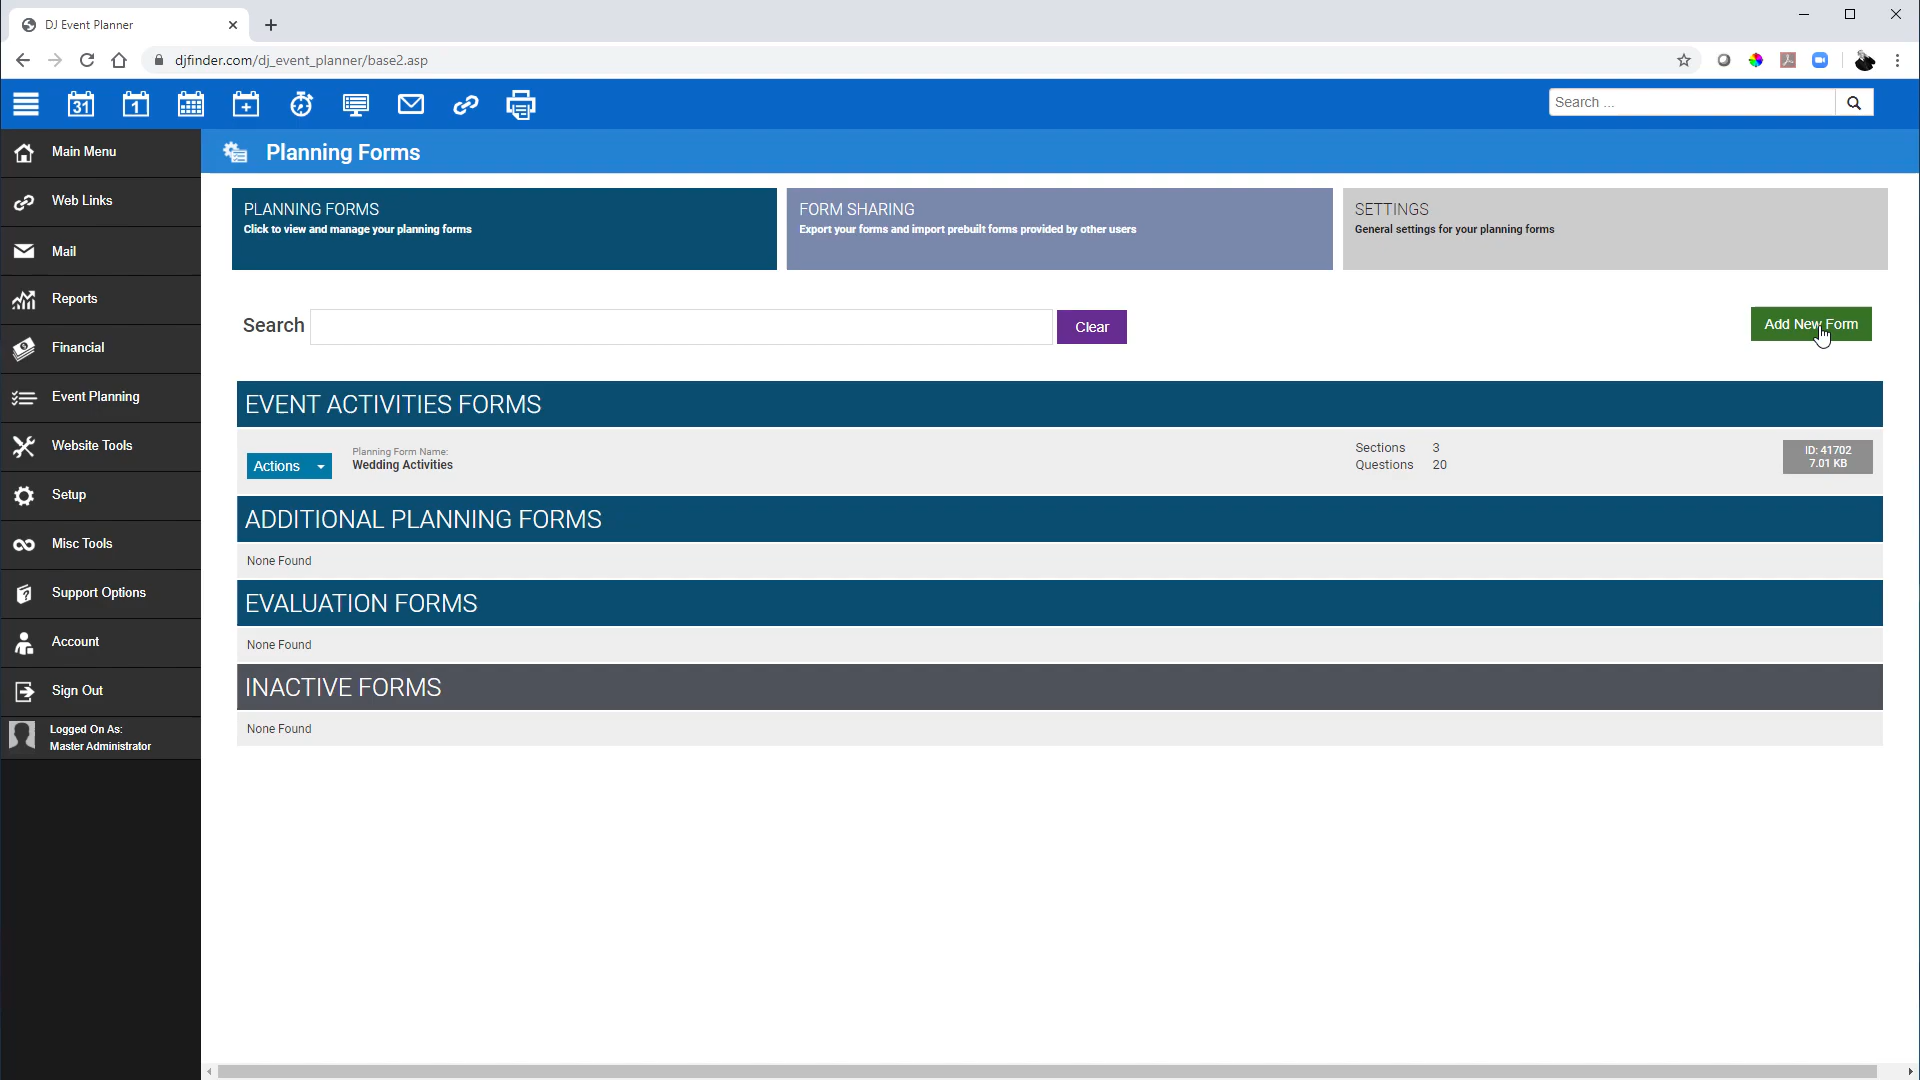 DJ Event Planner
djfinder.com/dj_event_planner/base2.asp
31
1
Search ...
Main Menu
Planning Forms
Web Links
Mail
Reports
Financial
Event Planning
Website Tools
Setup
Misc Tools
Support Options
Account
Sign Out
Logged On As:
Master Administrator
PLANNING FORMS
Click to view and manage your planning forms
FORM SHARING
Export your forms and import prebuilt forms provided by other users
SETTINGS
General settings for your planning forms
Search
Clear
Add New Form
EVENT ACTIVITIES FORMS
Actions
Planning Form Name:
Wedding Activities
Sections 3
Questions 20
ID: 41702
7.01 KB
ADDITIONAL PLANNING FORMS
None Found
EVALUATION FORMS
None Found
INACTIVE FORMS
None Found